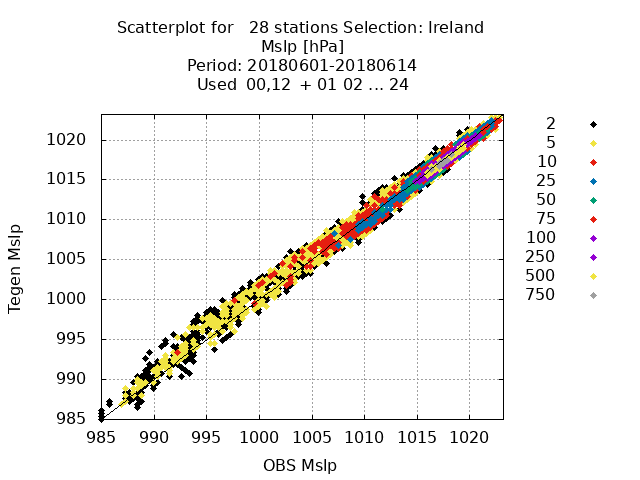 Scatterplot for 28 stations Selection: Ireland
Mslp [hPa]
Period: 20180601-20180614
Used 00,12 + 01 02 ... 24
Tegen Mslp
1020
1015
1010
1005
1000
995
990
985
985 990 995 1000 1005 1010 1015 1020
OBS Mslp
2
5
10
25
50
75
100
250
500
750